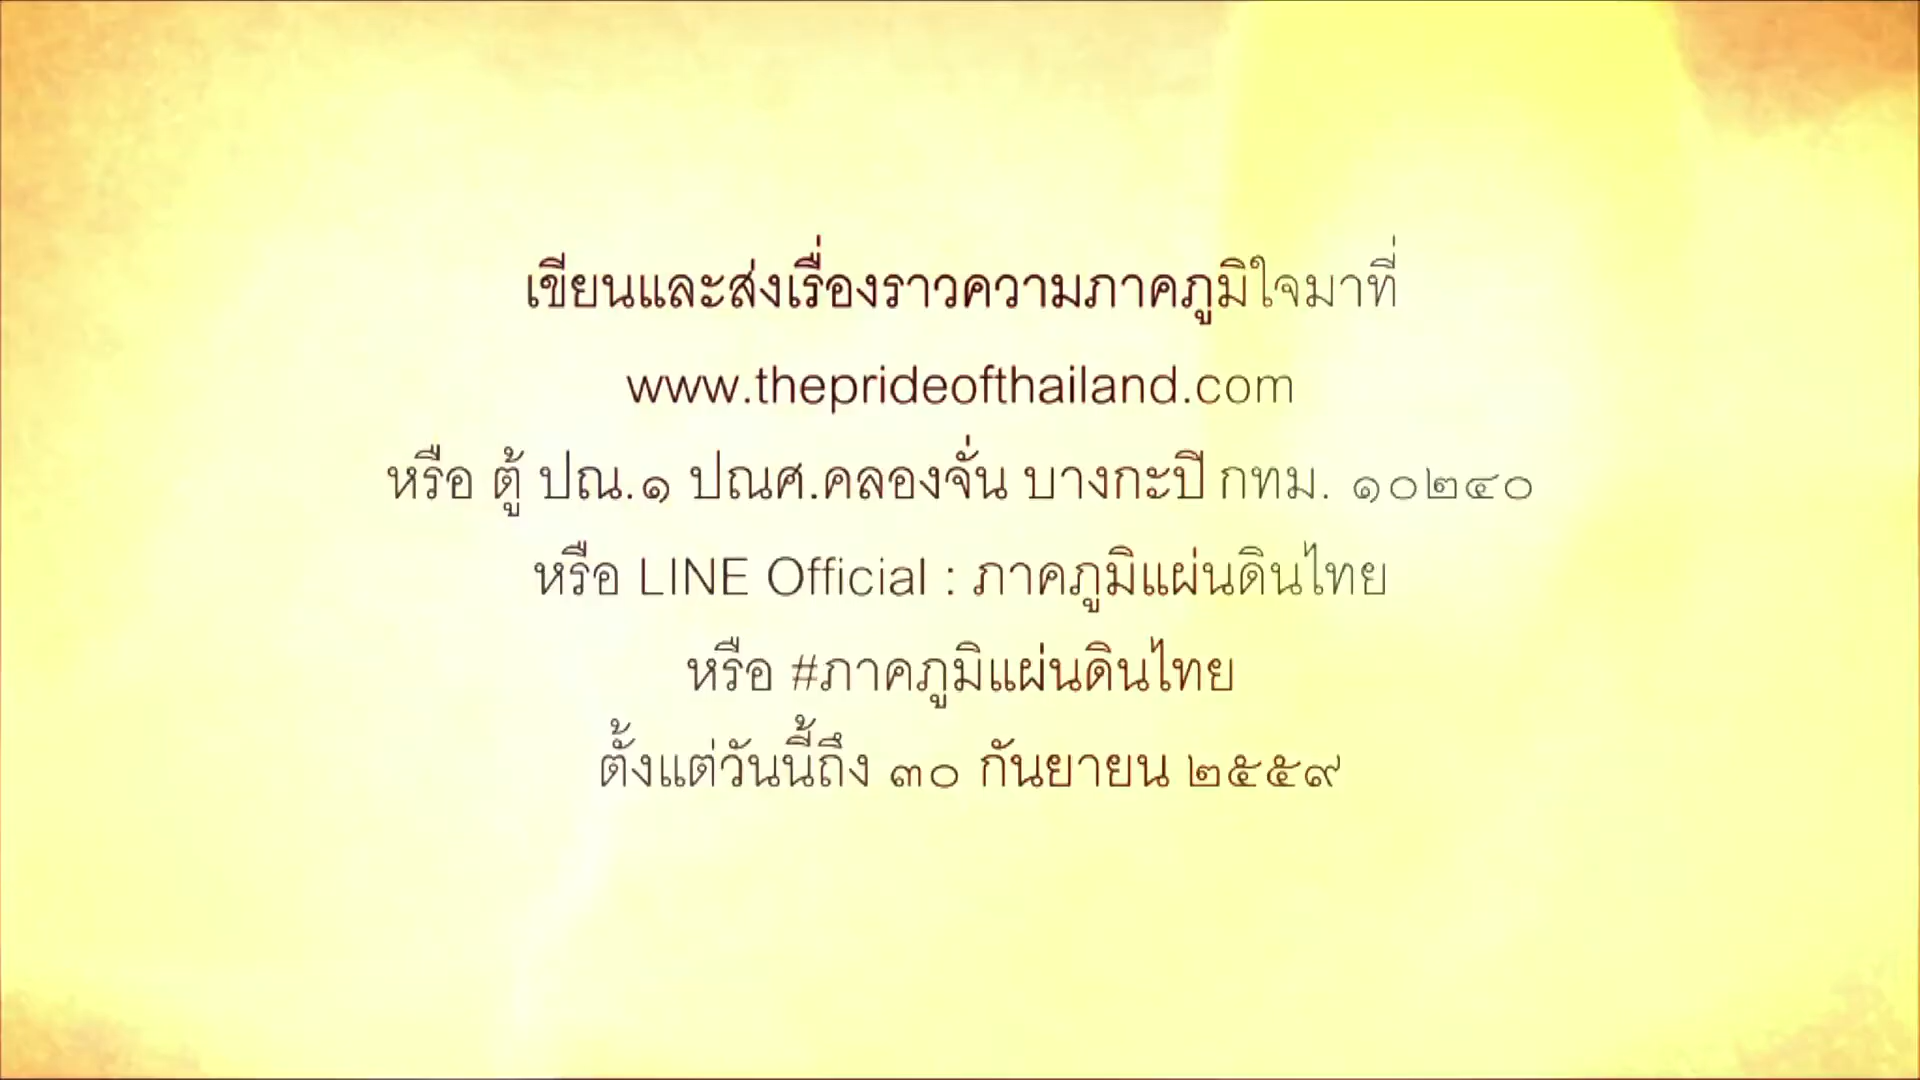 เขียนและส่งเรื่องราวความภาคภูมิใจมาที่
www.theprideofthailand.com
หรือ ตู้ ปณ.๑ ปณศ.คลองจั่น บางกะปิ กทม. ๑๐๒๔๐
หรือ LINE Official : ภาคภูมิแผ่นดินไทย
หรือ #ภาคภูมิแผ่นดินไทย
ตั้งแต่วันนี้ถึง ๓๐ กันยายน ๒๕๕๙